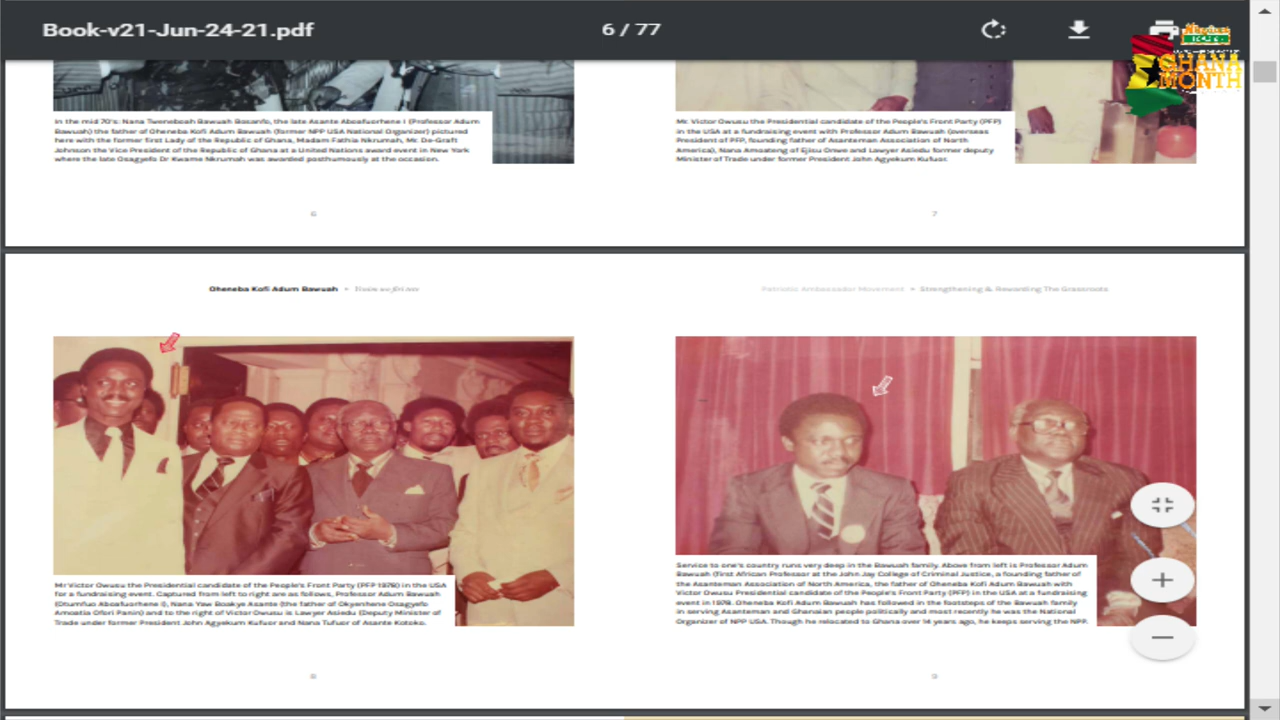 Book-v21-Jun-24-21.pdf
6 / 77
GHANA
MONTH
In the mid 70's: Nana Tweneboah Bawuah Bosanfo, the late Asante Aboafuorhene I (Professor Adum
Bawuah) the father of Oheneba Kofi Adum Bawuah (former NPP USA National Organizer) pictured
here with the former first Lady of the Republic of Ghana, Madam Fathia Nkrumah, Mr. De-Graft
Johnson the Vice President of the Republic of Ghana at a United Nations award event in New York
where the late Osagyefo Dr Kwame Nkrumah was awarded posthumously at the occasion.
6
Mr. Victor Owusu the Presidential candidate of the People's Front Party (PFP)
in the USA at a fundraising event with Professor Adum Bawuah (overseas
President of PFP, founding father of Asanteman Association of North
America), Nana Amoateng of Ejisu Onwe and Lawyer Asiedu former deputy
Minister of Trade under former President John Agyekum Kufuor.
7
Oheneba Kofi Adum Bawuah
Mr Victor Owusu the Presidential candidate of the People's Front Party (PFP 1978) in the USA
for a fundraising event. Captured from left to right are as follows, Professor Adum Bawuah
(Otumfuo Aboafuorhene I), Nana Yaw Boakye Asante (the father of Okyenhene Osagyefo
Amoatia Ofori Panin) and to the right of Victor Owusu is Lawyer Asiedu (Deputy Minister of
Trade under former President John Agyekum Kufuor and Nana Tufuor of Asante Kotoko.
8
Patriotic Ambassador Movement • Strengthening & Rewarding The Grassroots
Service to one's country runs very deep in the Bawuah family. Above from left is Professor Adum
Bawuah (first African Professor at the John Jay College of Criminal Justice, a founding father of
the Asanteman Association of North America, the father of Oheneba Kofi Adum Bawuah with
Victor Owusu Presidential candidate of the People's Front Party (PFP) in the USA at a fundraising
event in 1978. Oheneba Kofi Adum Bawuah has followed in the footsteps of the Bawuah family
in serving Asanteman and Ghanaian people politically and most recently he was the National
Organizer of NPP USA. Though he relocated to Ghana over 14 years ago, he keeps serving the NPP.
9